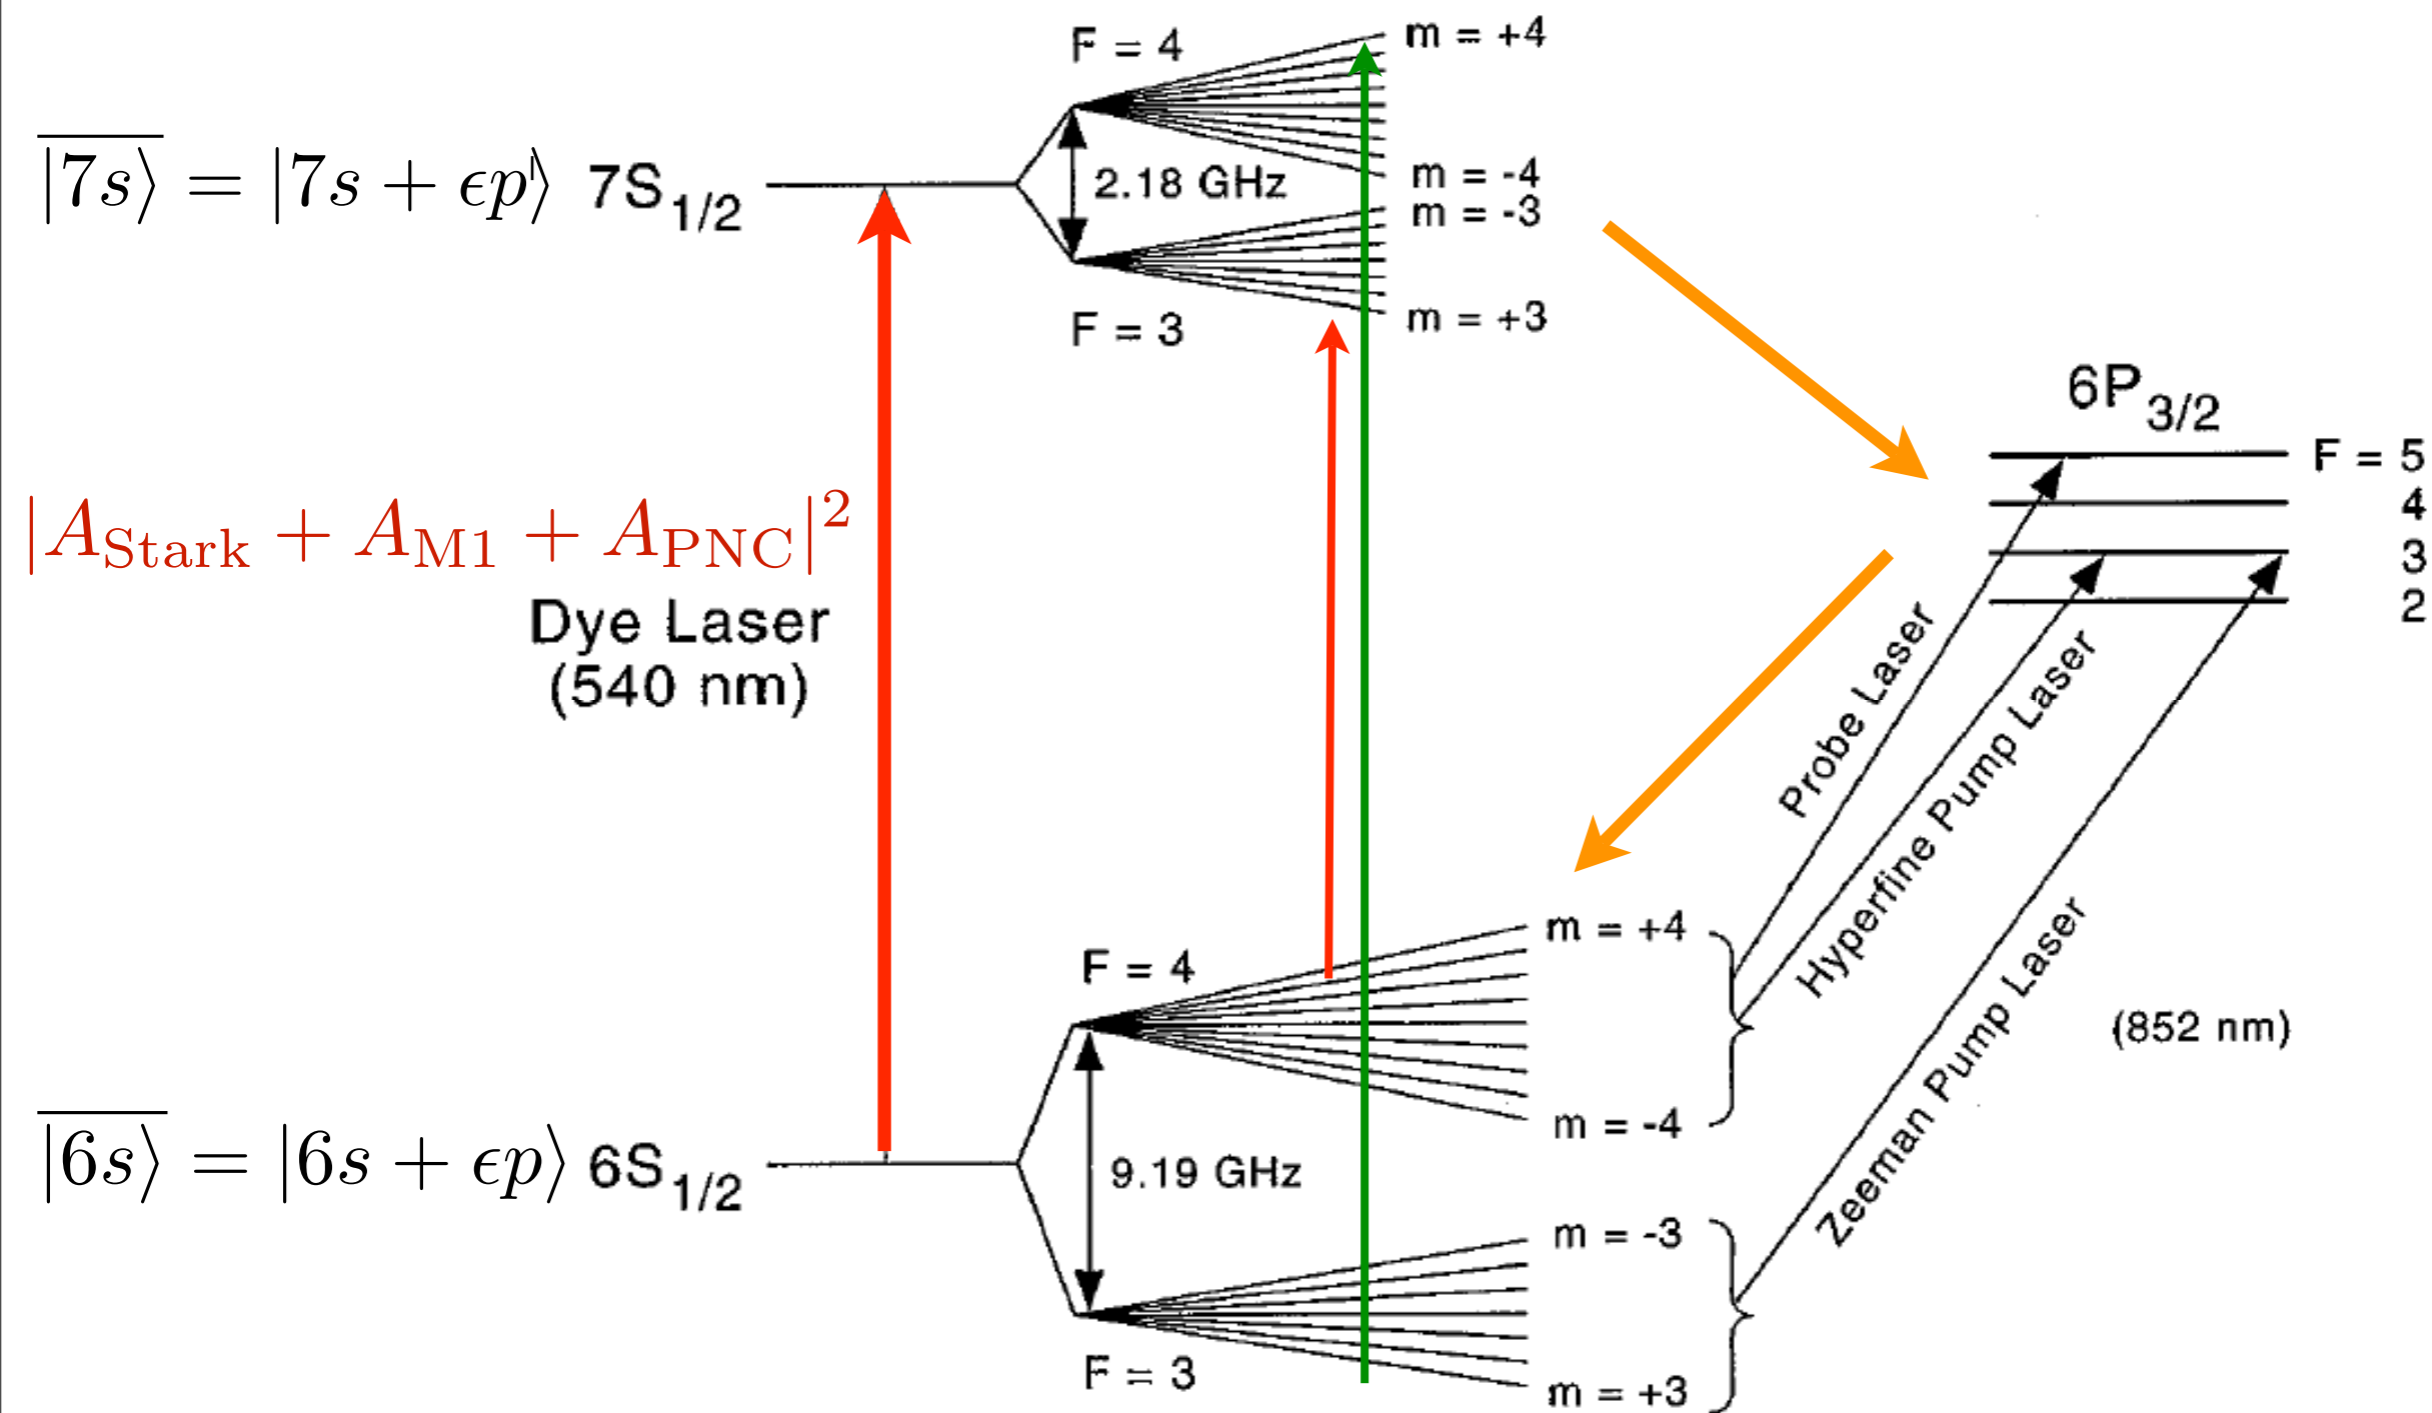 F = 4
m = +4
|7s⟩ = |7s + ϵp⟩ 7S1/2
2.18 GHz
m = -4
m = -3
F = 3
m = +3
6P3/2
F = 5
4
3
2
|AStark + AM1 + APNC|²
Dye Laser
(540 nm)
Probe Laser
Hyperfine Pump Laser
Zeeman Pump Laser
(852 nm)
F = 4
m = +4
m = -4
|6s⟩ = |6s + ϵp⟩ 6S1/2
9.19 GHz
m = -3
F = 3
m = +3